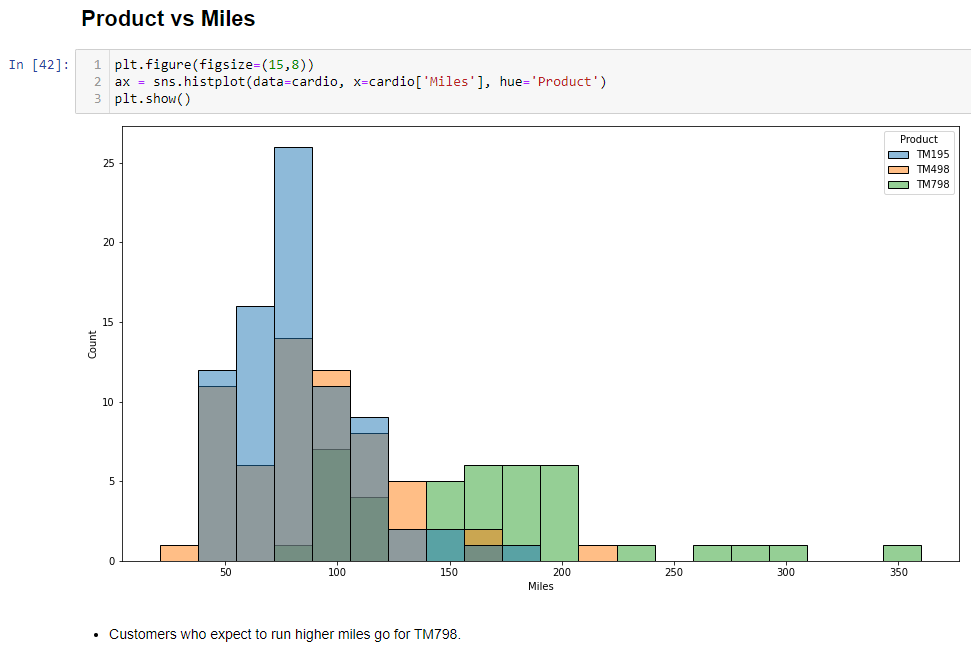 Product vs Miles
In [42]:
1 plt.figure(figsize=(15,8))
2 ax = sns.histplot(data=cardio, x=cardio['Miles'], hue='Product')
3 plt.show()
Product
TM195
TM498
TM798
25
20
15
10
5
0
Count
50 100 150 200 250 300 350
Miles
• Customers who expect to run higher miles go for TM798.